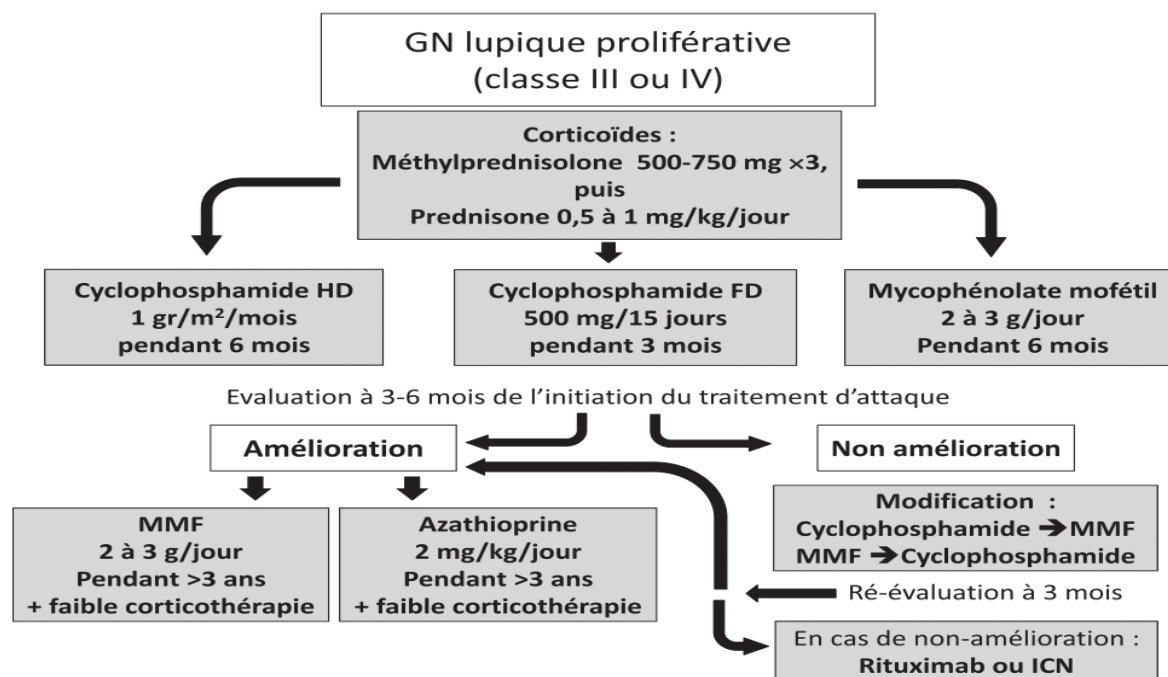 GN lupique proliférative
(classe III ou IV)
Corticoïdes :
Méthylprednisolone 500-750 mg ×3,
puis
Prednisone 0,5 à 1 mg/kg/jour
Cyclophosphamide HD
1 gr/m²/mois
pendant 6 mois
Cyclophosphamide FD
500 mg/15 jours
pendant 3 mois
Mycophénolate mofétil
2 à 3 g/jour
Pendant 6 mois
Evaluation à 3-6 mois de l’initiation du traitement d’attaque
Amélioration
Non amélioration
MMF
2 à 3 g/jour
Pendant >3 ans
+ faible corticothérapie
Azathioprine
2 mg/kg/jour
Pendant >3 ans
+ faible corticothérapie
Modification :
Cyclophosphamide ➔ MMF
MMF ➔ Cyclophosphamide
Ré-évaluation à 3 mois
En cas de non-amélioration :
Rituximab ou ICN